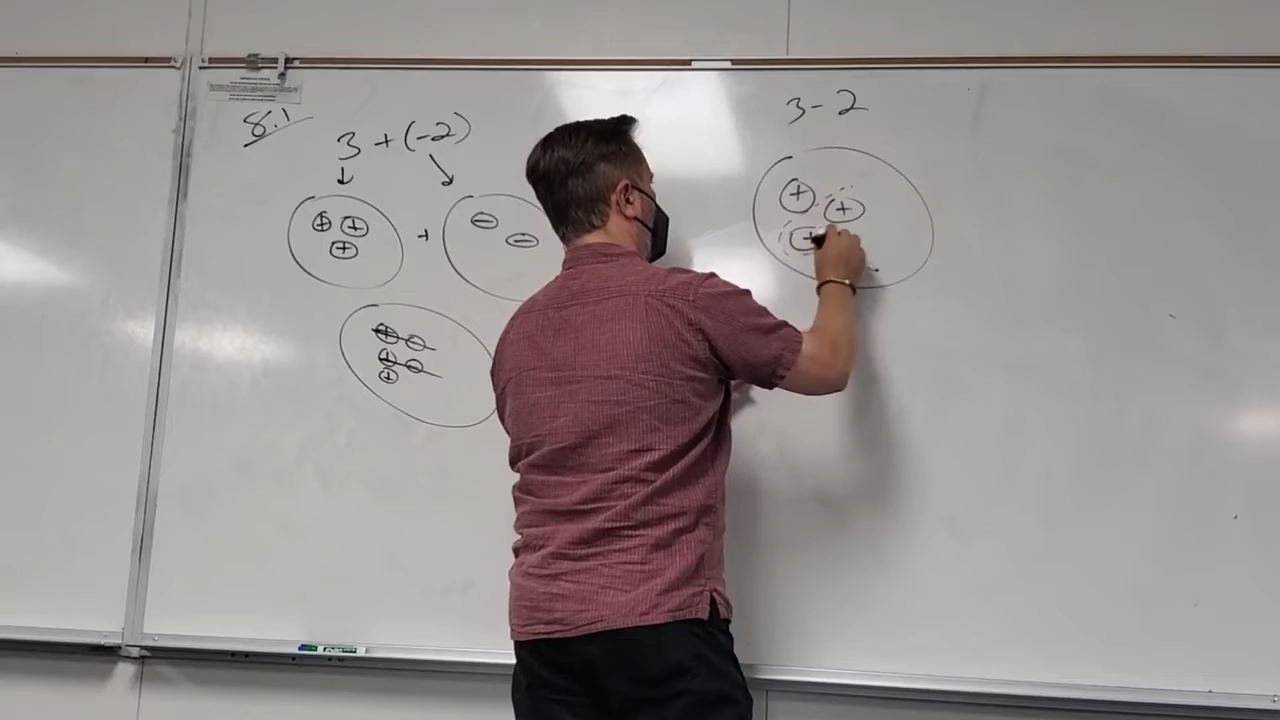 8.1
3 + (-2)
+ + +
+
- -
+ -
+ -
+
3 - 2
+ +
+